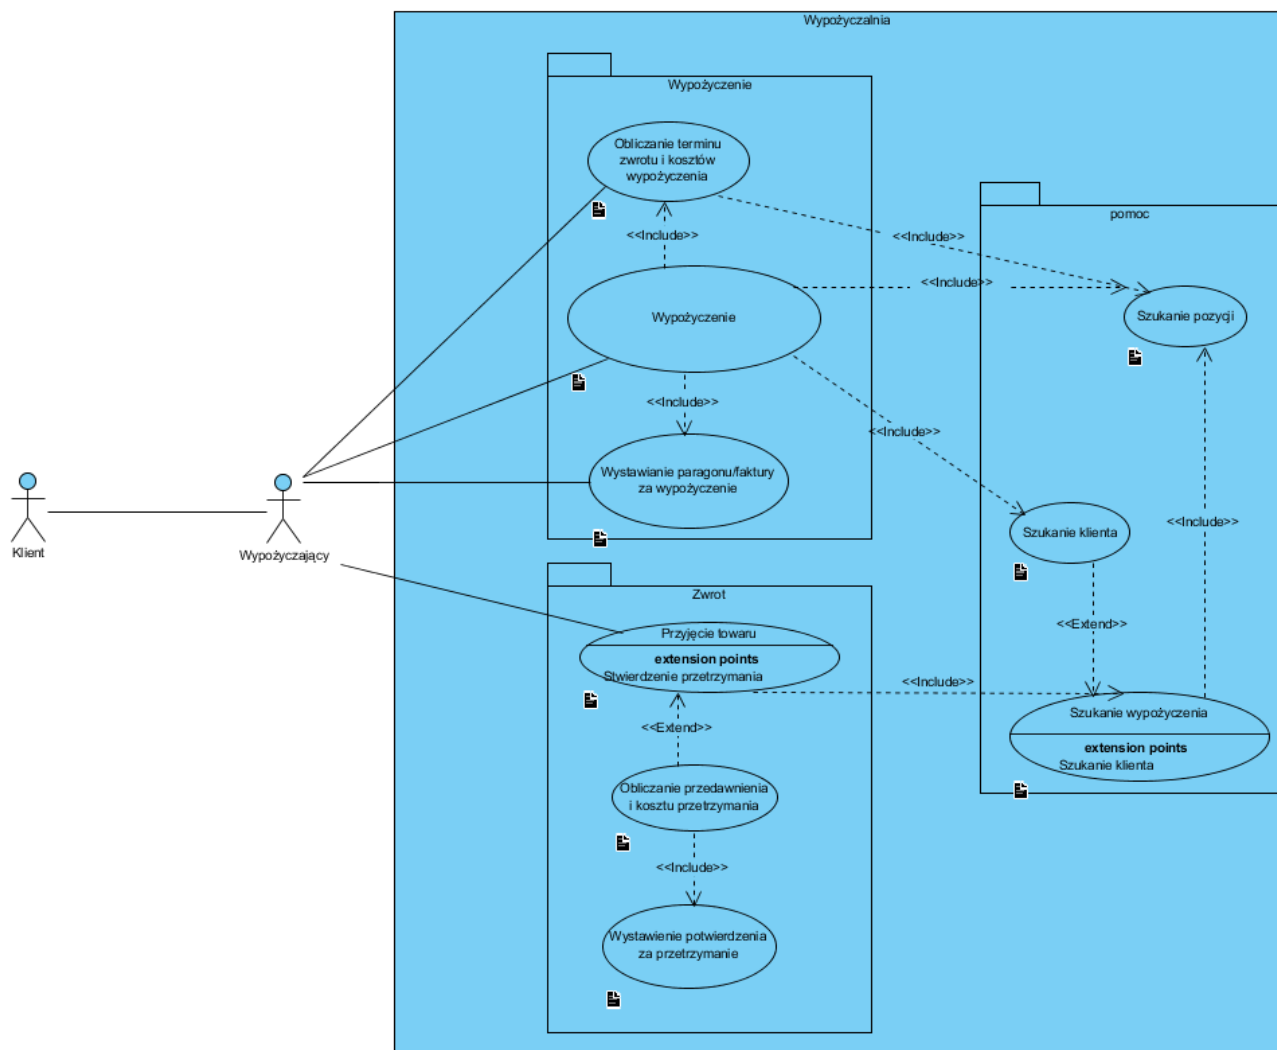 Wypożyczalnia
Wypożyczenie
Obliczanie terminu
zwrotu i kosztów
wypożyczenia
<<Include>>
<<Include>>
<<Include>>
Wypożyczenie
<<Include>>
<<Include>>
Wystawianie paragonu/faktury
za wypożyczenie
pomoc
Szukanie pozycji
Szukanie klienta
<<Include>>
<<Extend>>
Szukanie wypożyczenia
extension points
Szukanie klienta
Klient
Wypożyczający
Zwrot
Przyjęcie towaru
extension points
Stwierdzenie przetrzymania
<<Include>>
<<Extend>>
Obliczanie przedawnienia
i kosztu przetrzymania
<<Include>>
Wystawienie potwierdzenia
za przetrzymanie